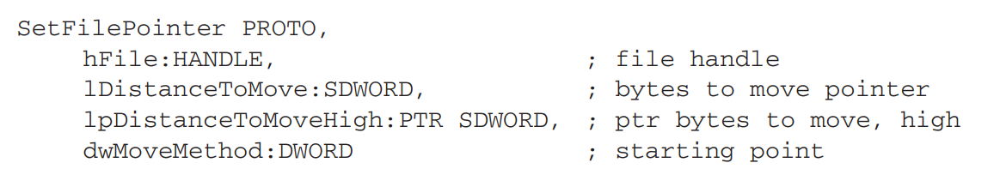 SetFilePointer PROTO,
hFile:HANDLE, ; file handle
lDistanceToMove:SDWORD, ; bytes to move pointer
lpDistanceToMoveHigh:PTR SDWORD, ; ptr bytes to move, high
dwMoveMethod:DWORD ; starting point